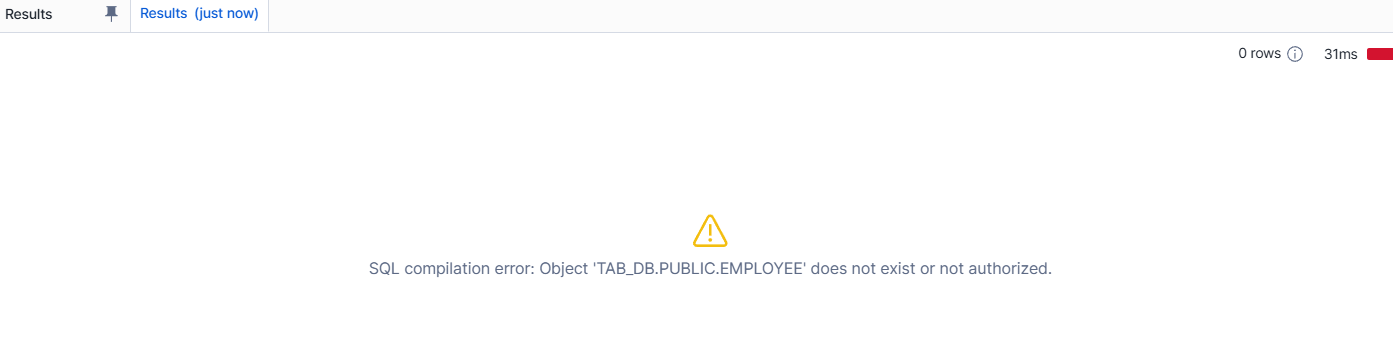 Results
Results (just now)
0 rows
31ms
SQL compilation error: Object 'TAB_DB.PUBLIC.EMPLOYEE' does not exist or not authorized.